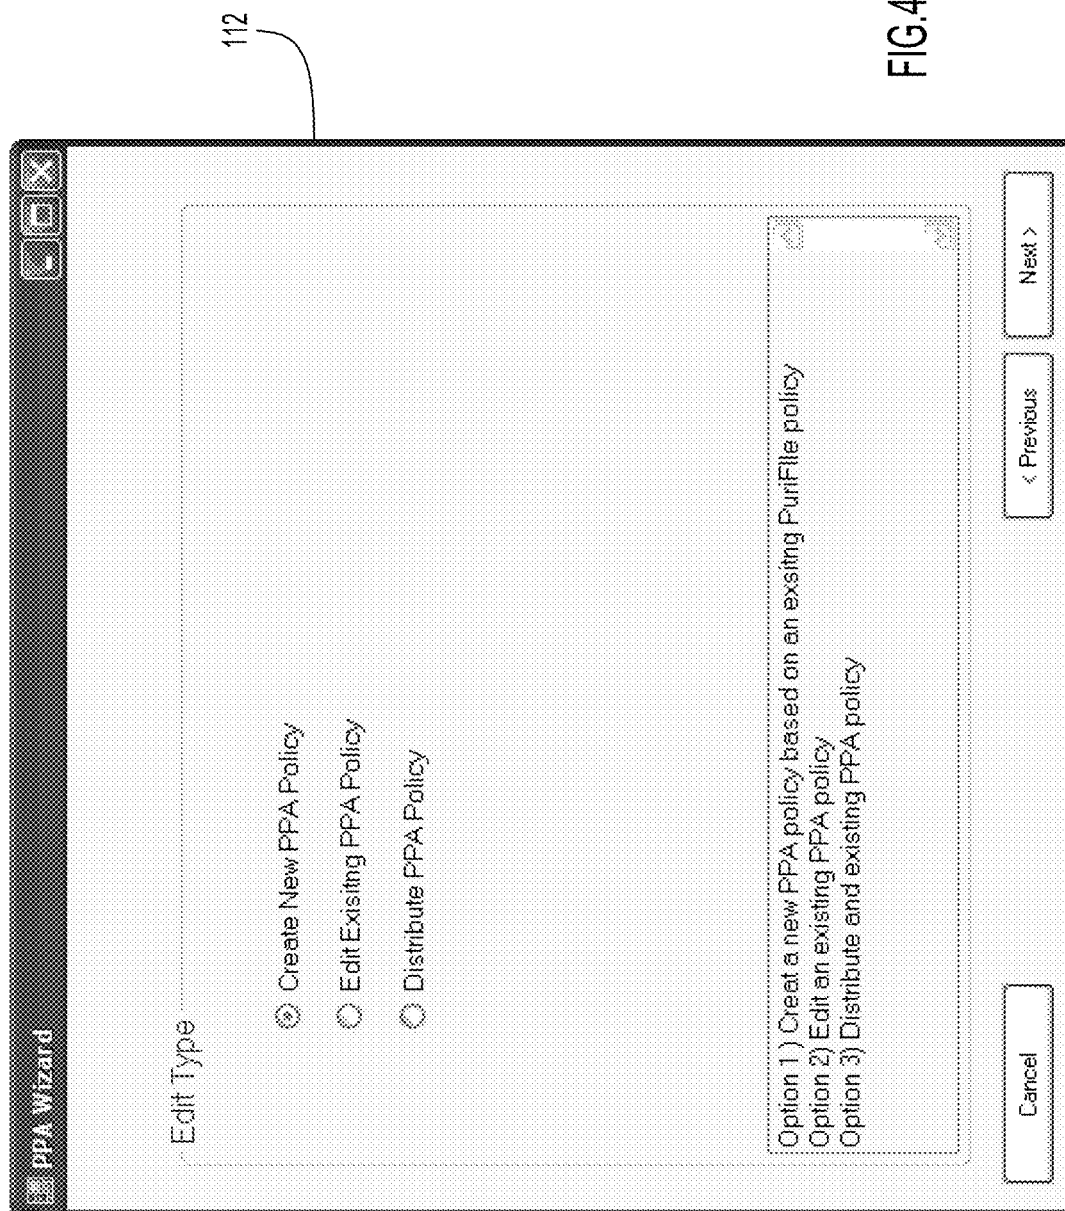 PPA Wizard
Edit Type
Create New PPA Policy
Edit Exisitng PPA Policy
Distribute PPA Policy
Option 1 ) Creat a new PPA policy based on an exsitng PuriFIle policy
Option 2) Edit an existing PPA policy
Option 3) Distribute and existing PPA policy
Cancel
< Previous
Next >
112
FIG.4